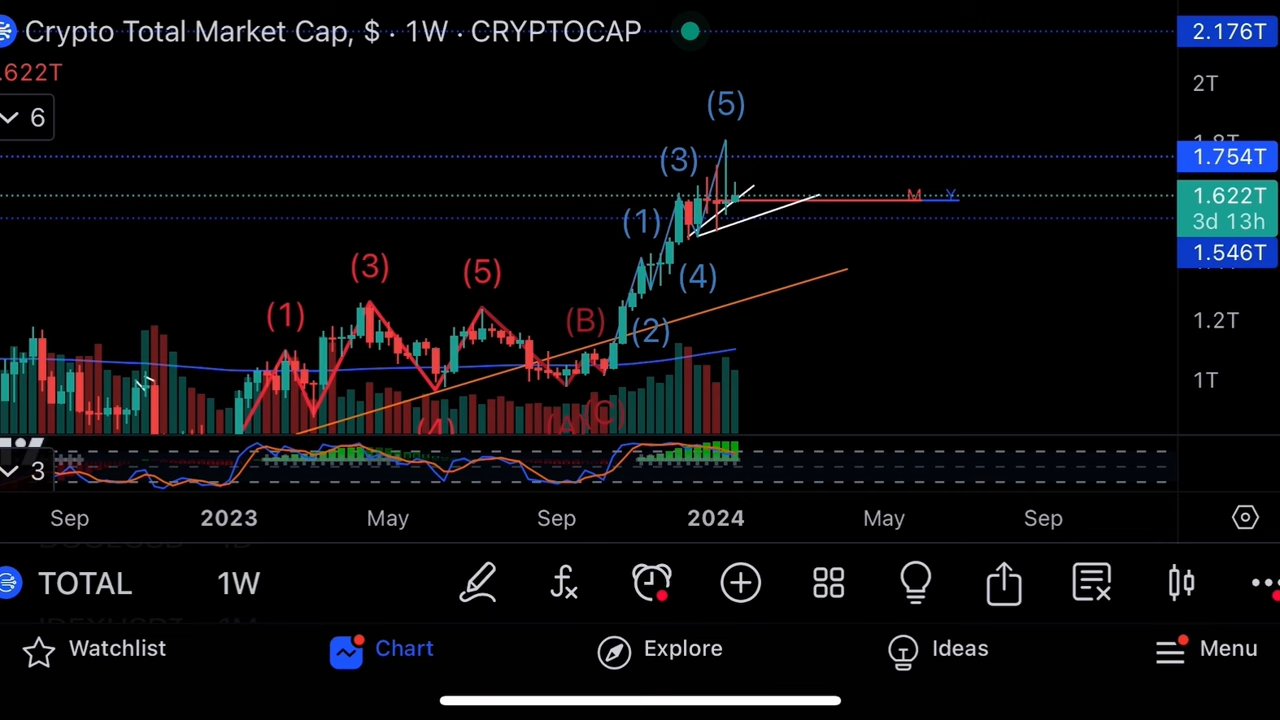 Crypto Total Market Cap, $ · 1W · CRYPTOCAP
2.176T
.622T
2T
6
(5)
1.754T
(3)
M Y
1.622T
3d 13h
(1)
1.546T
(3)
(5)
(4)
(1)
(B)
(2)
1.2T
1T
(A)
(C)
(4)
3
Sep 2023 May Sep 2024 May Sep
TOTAL 1W
Watchlist Chart Explore Ideas Menu